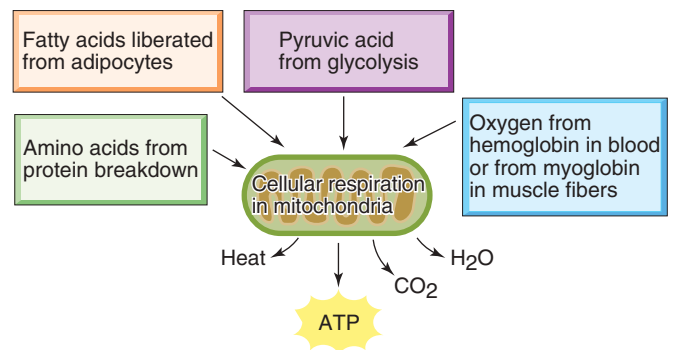 Fatty acids liberated
from adipocytes
Pyruvic acid
from glycolysis
Amino acids from
protein breakdown
Oxygen from
hemoglobin in blood
or from myoglobin
in muscle fibers
Cellular respiration
in mitochondria
Heat
ATP
CO2
H2O